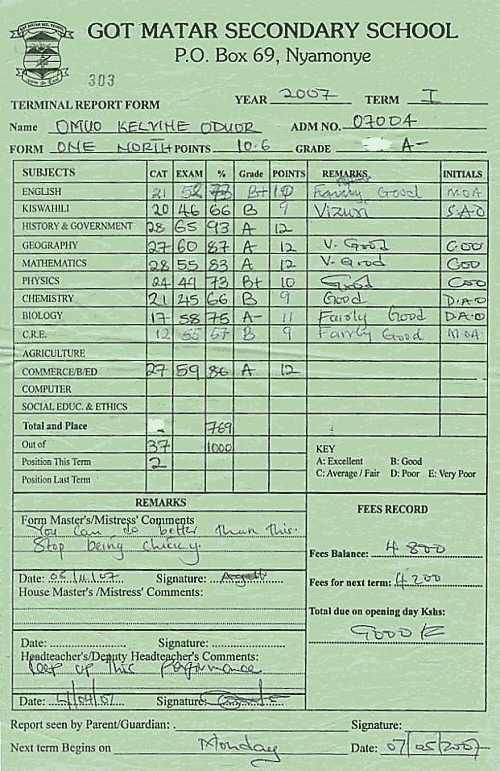 GOT MATAR SECONDARY SCHOOL
P.O. Box 69, Nyamonye
303
TERMINAL REPORT FORM YEAR 2007 TERM I
Name OMUO KELVINE ODUOR ADM NO. 07004
FORM ONE NORTH POINTS 10.6 GRADE A-
SUBJECTS CAT EXAM % Grade POINTS REMARKS INITIALS
ENGLISH 21 52 73 B+ 10 Fairly Good M.O.A
KISWAHILI 20 46 66 B 9 Vizuri S.A.O
HISTORY & GOVERNMENT 28 65 93 A 12
GEOGRAPHY 27 60 87 A 12 V. Good COO
MATHEMATICS 28 55 83 A 12 V. Good COO
PHYSICS 24 49 73 B+ 10 Good COO
CHEMISTRY 21 45 66 B 9 Good D.A.O
BIOLOGY 17 58 75 A- 11 Fairly Good D.A.O
C.R.E. 12 55 67 B 9 Fairly Good M.O.A
AGRICULTURE
COMMERCE/B/ED 27 59 86 A 12
COMPUTER
SOCIAL EDUC. & ETHICS
Total and Place 769
Out of 37 1000
Position This Term 2
Position Last Term
KEY
A: Excellent B: Good
C: Average / Fair D: Poor E: Very Poor
REMARKS
Form Master's/Mistress' Comments
You can do better than this.
Stop being chicky.
Date: 05/4/07 Signature:
House Master's /Mistress' Comments:
Date: Signature:
Headteacher's/Deputy Headteacher's Comments:
Keep up this performance
Date: Signature:
FEES RECORD
Fees Balance: 4 800
Fees for next term: 4 200
Total due on opening day Kshs:
9000 K
Report seen by Parent/Guardian: Signature:
Next term Begins on Monday Date: 07/05/2007